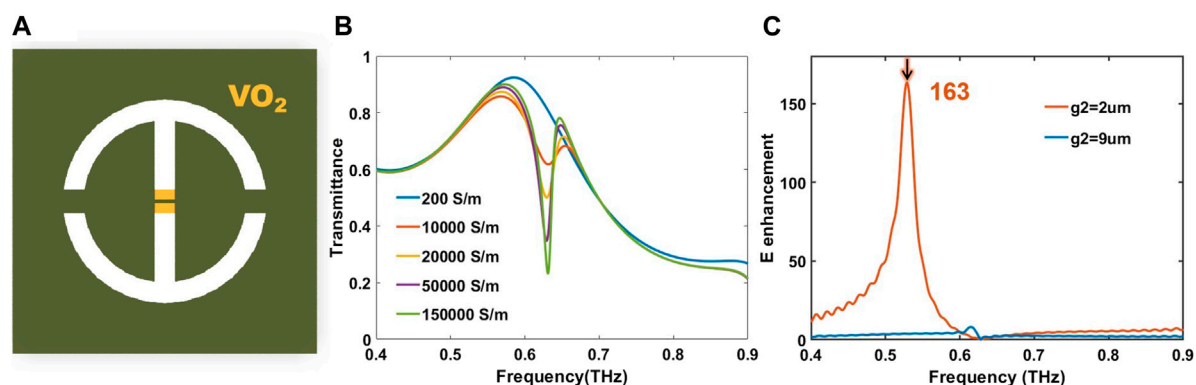 A
VO2
B
Transmittance
1
0.8
0.6
0.4
0.2
0
200 S/m
10000 S/m
20000 S/m
50000 S/m
150000 S/m
0.4
0.5
0.6
0.7
0.8
0.9
Frequency(THz)
C
E enhancement
150
100
50
0
163
g2=2um
g2=9um
0.4
0.5
0.6
0.7
0.8
0.9
Frequency (THz)